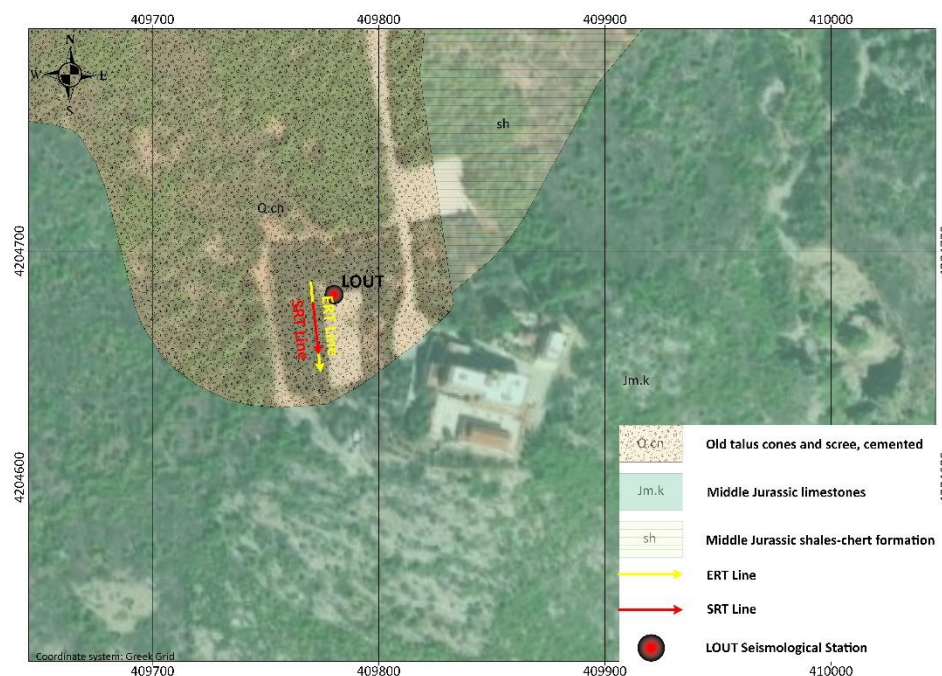 409700 409800 409900 410000
N
W E
S
sh
Q.cn
4204700
LOUT
SRT Line
ERT Line
Jm.k
4204600
Q.cn Old talus cones and scree, cemented
Jm.k Middle Jurassic limestones
sh Middle Jurassic shales-chert formation
ERT Line
SRT Line
LOUT Seismological Station
Coordinate system: Greek Grid
409700 409800 409900 410000